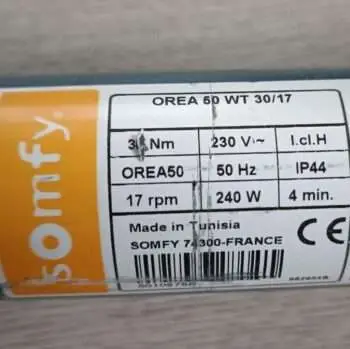 somfy.
OREA 50 WT 30/17
Nm 230 V~ I.cl.H
OREA50 50 Hz IP44
17 rpm 240 W 4 min.
Made in Tunisia
SOMFY 74300-FRANCE CE